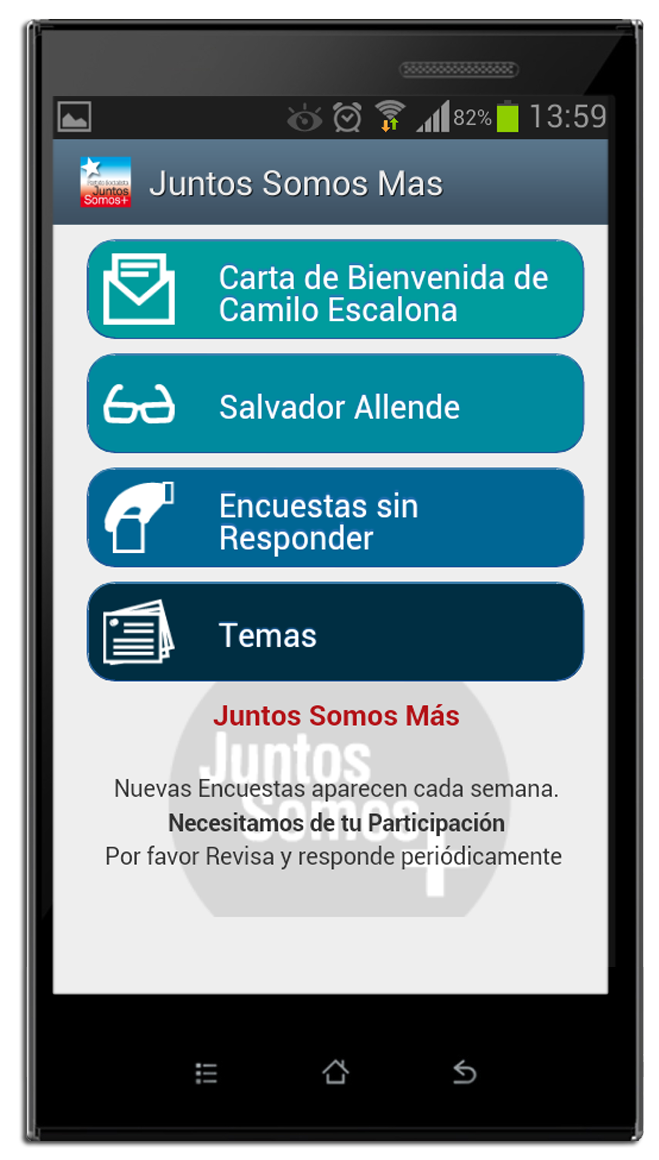 82% 13:59
Partido Socialista
Juntos
Somos+
Juntos Somos Mas
Carta de Bienvenida de
Camilo Escalona
Salvador Allende
Encuestas sin
Responder
Temas
Juntos Somos Más
Juntos
Somos
+
Nuevas Encuestas aparecen cada semana.
Necesitamos de tu Participación
Por favor Revisa y responde periódicamente